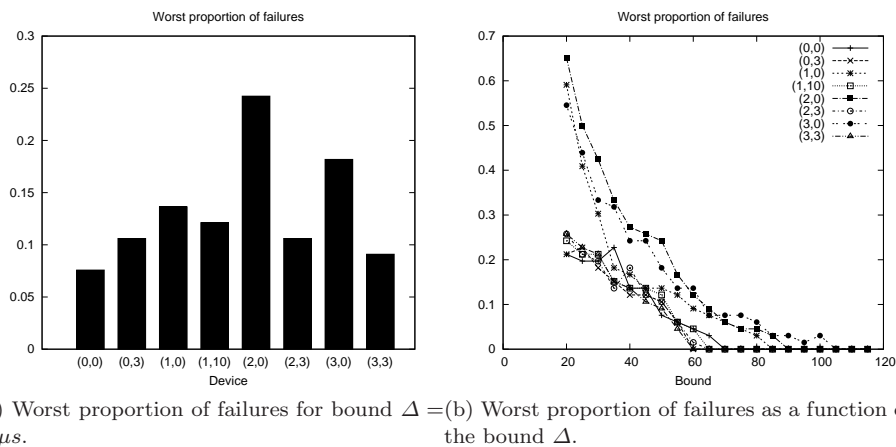 Worst proportion of failures
0.3
0.25
0.2
0.15
0.1
0.05
0
(0,0) (0,3) (1,0) (1,10) (2,0) (2,3) (3,0) (3,3)
Device
) Worst proportion of failures for bound Δ =
μs.
Worst proportion of failures
0.7
0.6
0.5
0.4
0.3
0.2
0.1
0
(0,0)
(0,3)
(1,0)
(1,10)
(2,0)
(2,3)
(3,0)
(3,3)
0 20 40 60 80 100 120
Bound
(b) Worst proportion of failures as a function
the bound Δ.